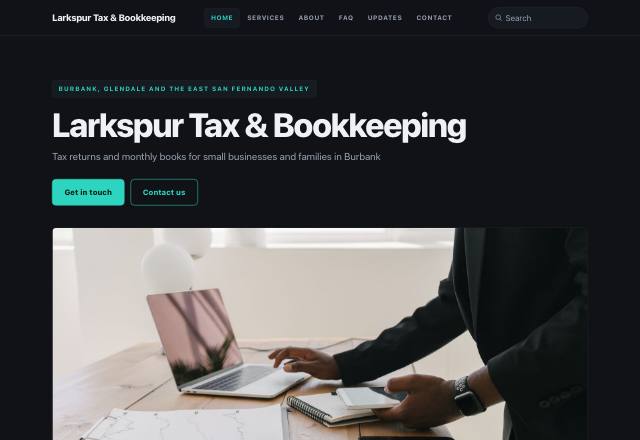 Larkspur Tax & Bookkeeping
HOME SERVICES ABOUT FAQ UPDATES CONTACT
Search
BURBANK, GLENDALE AND THE EAST SAN FERNANDO VALLEY
Larkspur Tax & Bookkeeping
Tax returns and monthly books for small businesses and families in Burbank
Get in touch
Contact us